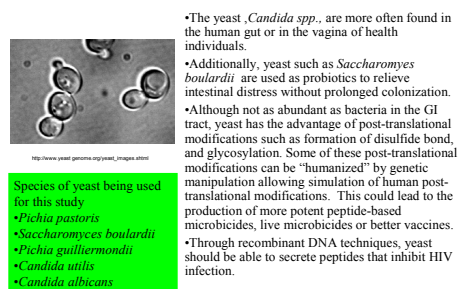 •The yeast ,Candida spp., are more often found in
the human gut or in the vagina of health
individuals.
•Additionally, yeast such as Saccharomyes
boulardii are used as probiotics to relieve
intestinal distress without prolonged colonization.
•Although not as abundant as bacteria in the GI
tract, yeast has the advantage of post-translational
modifications such as formation of disulfide bond,
and glycosylation. Some of these post-translational
modifications can be “humanized” by genetic
manipulation allowing simulation of human post-
translational modifications. This could lead to the
production of more potent peptide-based
microbicides, live microbicides or better vaccines.
•Through recombinant DNA techniques, yeast
should be able to secrete peptides that inhibit HIV
infection.
http://www.yeast genome.org/yeast_images.shtml
Species of yeast being used
for this study
•Pichia pastoris
•Saccharomyces boulardii
•Pichia guilliermondii
•Candida utilis
•Candida albicans